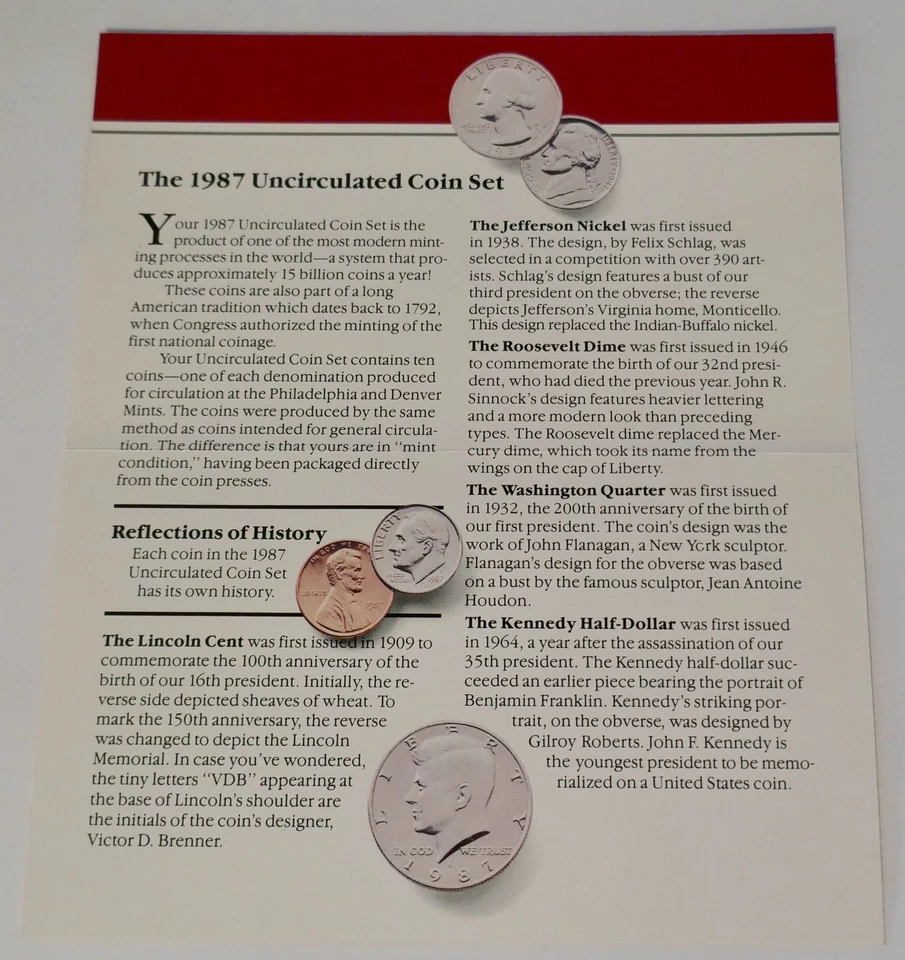 The 1987 Uncirculated Coin Set
Your 1987 Uncirculated Coin Set is the
product of one of the most modern mint-
ing processes in the world—a system that pro-
duces approximately 15 billion coins a year!
These coins are also part of a long
American tradition which dates back to 1792,
when Congress authorized the minting of the
first national coinage.
Your Uncirculated Coin Set contains ten
coins—one of each denomination produced
for circulation at the Philadelphia and Denver
Mints. The coins were produced by the same
method as coins intended for general circula-
tion. The difference is that yours are in "mint
condition," having been packaged directly
from the coin presses.
Reflections of History
Each coin in the 1987
Uncirculated Coin Set
has its own history.
The Lincoln Cent was first issued in 1909 to
commemorate the 100th anniversary of the
birth of our 16th president. Initially, the re-
verse side depicted sheaves of wheat. To
mark the 150th anniversary, the reverse
was changed to depict the Lincoln
Memorial. In case you've wondered,
the tiny letters "VDB" appearing at
the base of Lincoln's shoulder are
the initials of the coin's designer,
Victor D. Brenner.
The Jefferson Nickel was first issued
in 1938. The design, by Felix Schlag, was
selected in a competition with over 390 art-
ists. Schlag's design features a bust of our
third president on the obverse; the reverse
depicts Jefferson's Virginia home, Monticello.
This design replaced the Indian-Buffalo nickel.
The Roosevelt Dime was first issued in 1946
to commemorate the birth of our 32nd presi-
dent, who had died the previous year. John R.
Sinnock's design features heavier lettering
and a more modern look than preceding
types. The Roosevelt dime replaced the Mer-
cury dime, which took its name from the
wings on the cap of Liberty.
The Washington Quarter was first issued
in 1932, the 200th anniversary of the birth of
our first president. The coin's design was the
work of John Flanagan, a New York sculptor.
Flanagan's design for the obverse was based
on a bust by the famous sculptor, Jean Antoine
Houdon.
The Kennedy Half-Dollar was first issued
in 1964, a year after the assassination of our
35th president. The Kennedy half-dollar suc-
ceeded an earlier piece bearing the portrait of
Benjamin Franklin. Kennedy's striking por-
trait, on the obverse, was designed by
Gilroy Roberts. John F. Kennedy is
the youngest president to be memo-
rialized on a United States coin.
LIBERTY
LIBERTY
LIBERTY
1987
IN GOD WE
LIBERTY
1987
LIBERTY
IN GOD WE TRUST
1987